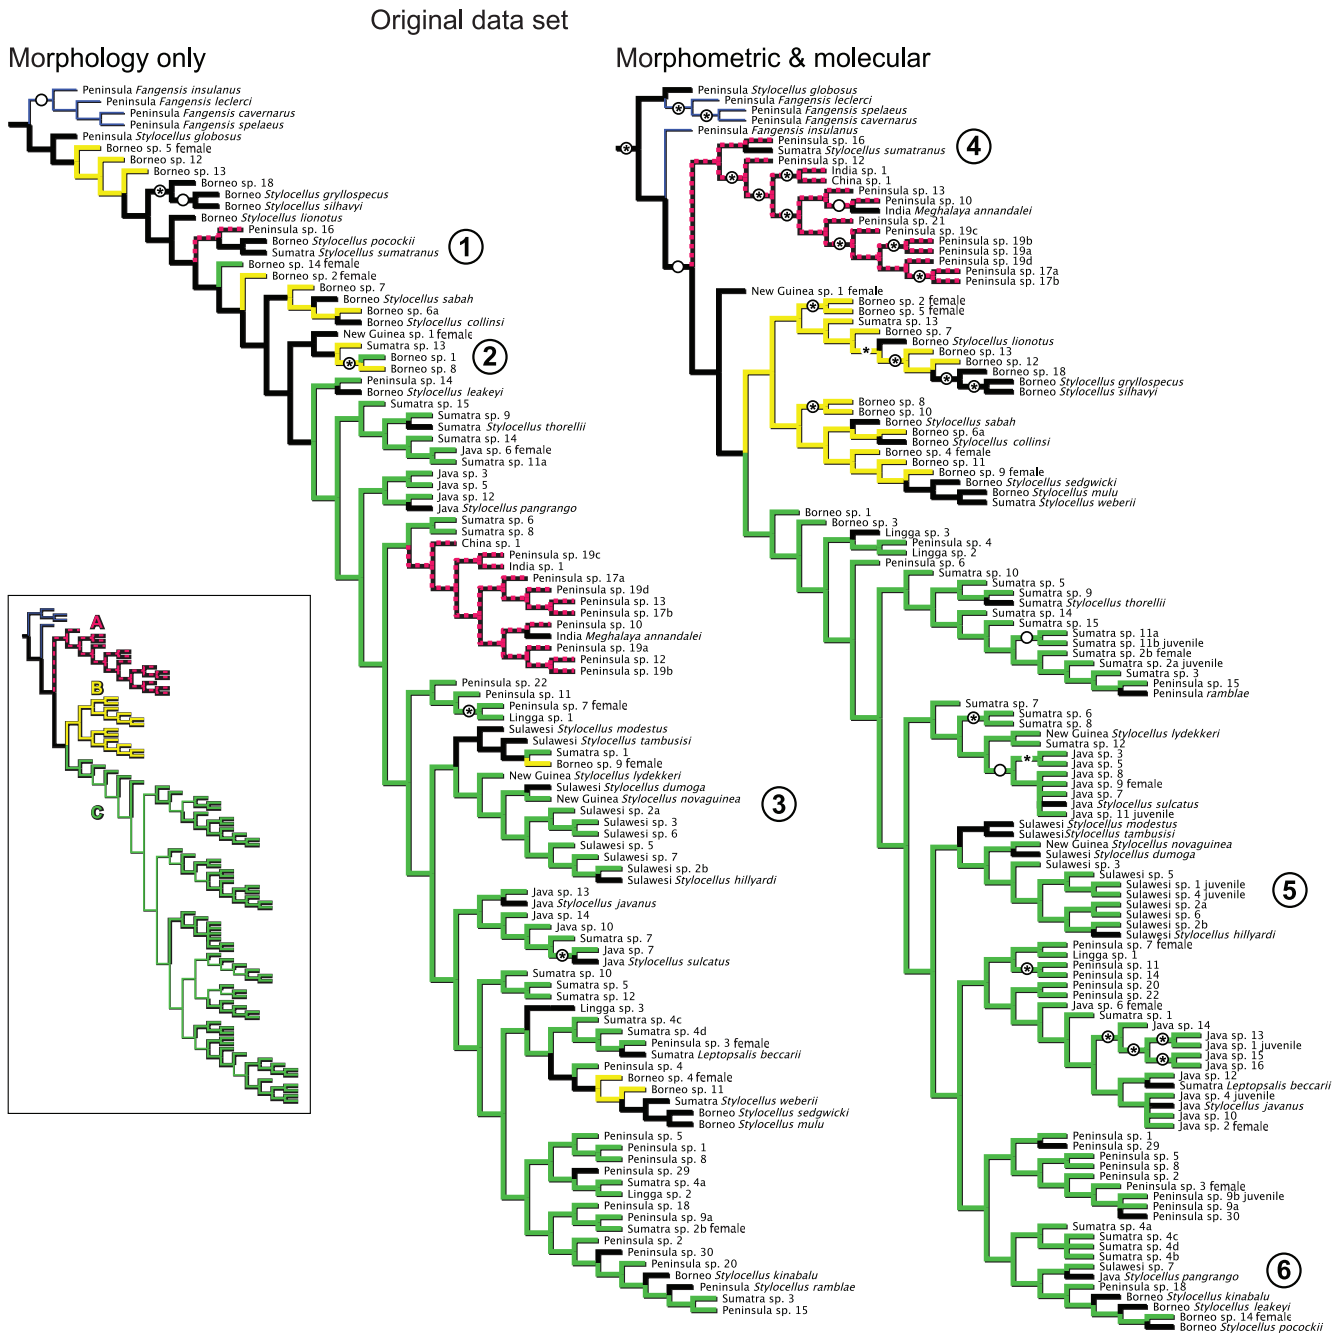 Original data set
Morphology only
Peninsula Fangensis insulanus
Peninsula Fangensis leclerci
Peninsula Fangensis cavernarus
Peninsula Fangensis spelaeus
Peninsula Stylocellus globosus
Borneo sp. 5 female
Borneo sp. 12
Borneo sp. 13
Borneo sp. 18
Borneo Stylocellus gryllospecus
Borneo Stylocellus silhavyi
Borneo Stylocellus lionotus
Peninsula sp. 16
Borneo Stylocellus pocockii
Sumatra Stylocellus sumatranus
1
Borneo sp. 14 female
Borneo sp. 2 female
Borneo sp. 7
Borneo Stylocellus sabah
Borneo sp. 6a
Borneo Stylocellus collinsi
New Guinea sp. 1 female
Sumatra sp. 13
Borneo sp. 1
Borneo sp. 8
2
Peninsula sp. 14
Borneo Stylocellus leakeyi
Sumatra sp. 15
Sumatra sp. 9
Sumatra Stylocellus thorellii
Sumatra sp. 14
Java sp. 6 female
Sumatra sp. 11a
Java sp. 3
Java sp. 5
Java sp. 12
Java Stylocellus pangrango
Sumatra sp. 6
Sumatra sp. 8
China sp. 1
Peninsula sp. 19c
India sp. 1
Peninsula sp. 17a
Peninsula sp. 19d
Peninsula sp. 13
Peninsula sp. 17b
Peninsula sp. 10
India Meghalaya annandalei
Peninsula sp. 19a
Peninsula sp. 12
Peninsula sp. 19b
Peninsula sp. 22
Peninsula sp. 11
Peninsula sp. 7 female
Lingga sp. 1
Sulawesi Stylocellus modestus
Sulawesi Stylocellus tambusisi
Sumatra sp. 1
Borneo sp. 9 female
New Guinea Stylocellus lydekkeri
Sulawesi Stylocellus dumoga
New Guinea Stylocellus novaguinea
3
Sulawesi sp. 2a
Sulawesi sp. 3
Sulawesi sp. 6
Sulawesi sp. 5
Sulawesi sp. 7
Sulawesi sp. 2b
Sulawesi Stylocellus hillyardi
Java sp. 13
Java Stylocellus javanus
Java sp. 14
Java sp. 10
Sumatra sp. 7
Java sp. 7
Java Stylocellus sulcatus
Sumatra sp. 10
Sumatra sp. 5
Sumatra sp. 12
Lingga sp. 3
Sumatra sp. 4c
Sumatra sp. 4d
Peninsula sp. 3 female
Sumatra Leptopsalis beccarii
Peninsula sp. 4
Borneo sp. 4 female
Borneo sp. 11
Sumatra Stylocellus weberii
Borneo Stylocellus sedgwicki
Borneo Stylocellus mulu
Peninsula sp. 5
Peninsula sp. 1
Peninsula sp. 8
Peninsula sp. 29
Sumatra sp. 4a
Lingga sp. 2
Peninsula sp. 18
Peninsula sp. 9a
Sumatra sp. 2b female
Peninsula sp. 2
Peninsula sp. 30
Peninsula sp. 20
Borneo Stylocellus kinabalu
Peninsula Stylocellus ramblae
Sumatra sp. 3
Peninsula sp. 15
A
B
C
Morphometric & molecular
Peninsula Stylocellus globosus
Peninsula Fangensis leclerci
Peninsula Fangensis spelaeus
Peninsula Fangensis cavernarus
Peninsula Fangensis insulanus
Peninsula sp. 16
Sumatra Stylocellus sumatranus
4
Peninsula sp. 12
India sp. 1
China sp. 1
Peninsula sp. 13
Peninsula sp. 10
India Meghalaya annandalei
Peninsula sp. 21
Peninsula sp. 19c
Peninsula sp. 19b
Peninsula sp. 19a
Peninsula sp. 19d
Peninsula sp. 17a
Peninsula sp. 17b
New Guinea sp. 1 female
Borneo sp. 2 female
Borneo sp. 5 female
Sumatra sp. 13
Borneo sp. 7
Borneo Stylocellus lionotus
Borneo sp. 13
Borneo sp. 12
Borneo sp. 18
Borneo Stylocellus gryllospecus
Borneo Stylocellus silhavyi
Borneo sp. 8
Borneo sp. 10
Borneo Stylocellus sabah
Borneo sp. 6a
Borneo Stylocellus collinsi
Borneo sp. 4 female
Borneo sp. 11
Borneo sp. 9 female
Borneo Stylocellus sedgwicki
Borneo Stylocellus mulu
Sumatra Stylocellus weberii
Borneo sp. 1
Borneo sp. 3
Lingga sp. 3
Peninsula sp. 4
Lingga sp. 2
Peninsula sp. 6
Sumatra sp. 10
Sumatra sp. 5
Sumatra sp. 9
Sumatra Stylocellus thorellii
Sumatra sp. 14
Sumatra sp. 15
Sumatra sp. 11a
Sumatra sp. 11b juvenile
Sumatra sp. 2b female
Sumatra sp. 2a juvenile
Sumatra sp. 3
Peninsula sp. 15
Peninsula ramblae
Sumatra sp. 7
Sumatra sp. 6
Sumatra sp. 8
New Guinea Stylocellus lydekkeri
Sumatra sp. 12
Java sp. 3
Java sp. 5
Java sp. 8
Java sp. 9 female
Java sp. 7
Java Stylocellus sulcatus
Java sp. 11 juvenile
Sulawesi Stylocellus modestus
Sulawesi Stylocellus tambusisi
New Guinea Stylocellus novaguinea
Sulawesi Stylocellus dumoga
Sulawesi sp. 3
Sulawesi sp. 5
Sulawesi sp. 1 juvenile
Sulawesi sp. 4 juvenile
5
Sulawesi sp. 2a
Sulawesi sp. 6
Sulawesi sp. 2b
Sulawesi Stylocellus hillyardi
Peninsula sp. 7 female
Lingga sp. 1
Peninsula sp. 11
Peninsula sp. 14
Peninsula sp. 20
Peninsula sp. 22
Java sp. 6 female
Sumatra sp. 1
Java sp. 14
Java sp. 13
Java sp. 1 juvenile
Java sp. 15
Java sp. 16
Java sp. 12
Sumatra Leptopsalis beccarii
Java sp. 4 juvenile
Java Stylocellus javanus
Java sp. 10
Java sp. 2 female
Peninsula sp. 1
Peninsula sp. 29
Peninsula sp. 5
Peninsula sp. 8
Peninsula sp. 2
Peninsula sp. 3 female
Peninsula sp. 9b juvenile
Peninsula sp. 9a
Peninsula sp. 30
Sumatra sp. 4a
Sumatra sp. 4c
Sumatra sp. 4d
Sumatra sp. 4b
Sulawesi sp. 7
Java Stylocellus pangrango
6
Peninsula sp. 18
Borneo Stylocellus kinabalu
Borneo Stylocellus leakeyi
Borneo sp. 14 female
Borneo Stylocellus pocockii